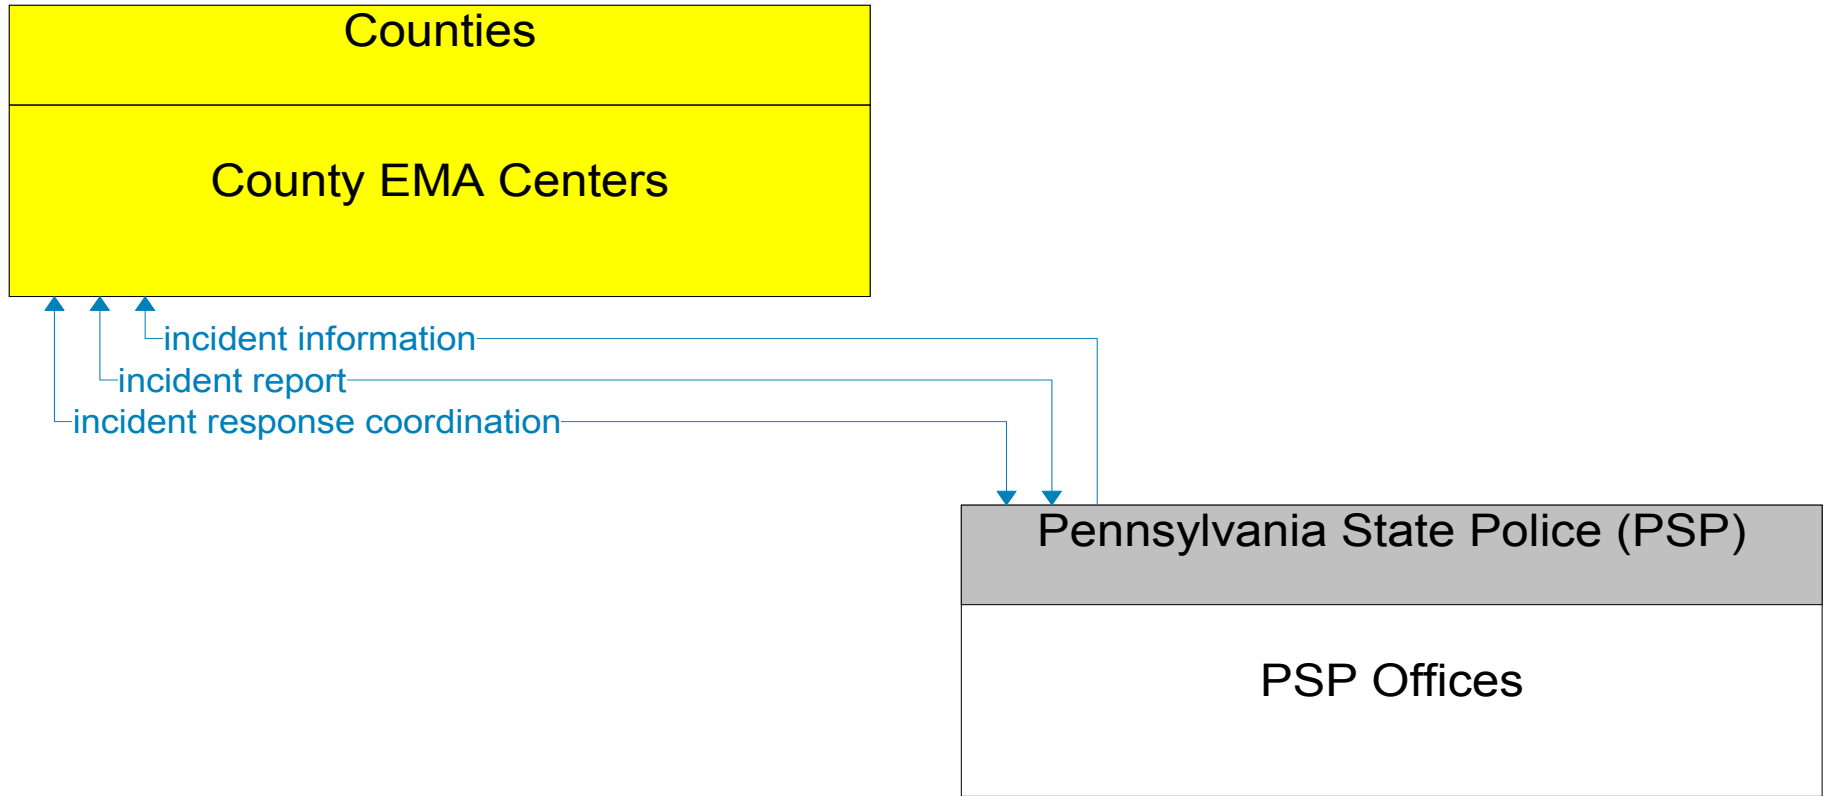 Counties
County EMA Centers
incident information
incident report
incident response coordination
Pennsylvania State Police (PSP)
PSP Offices